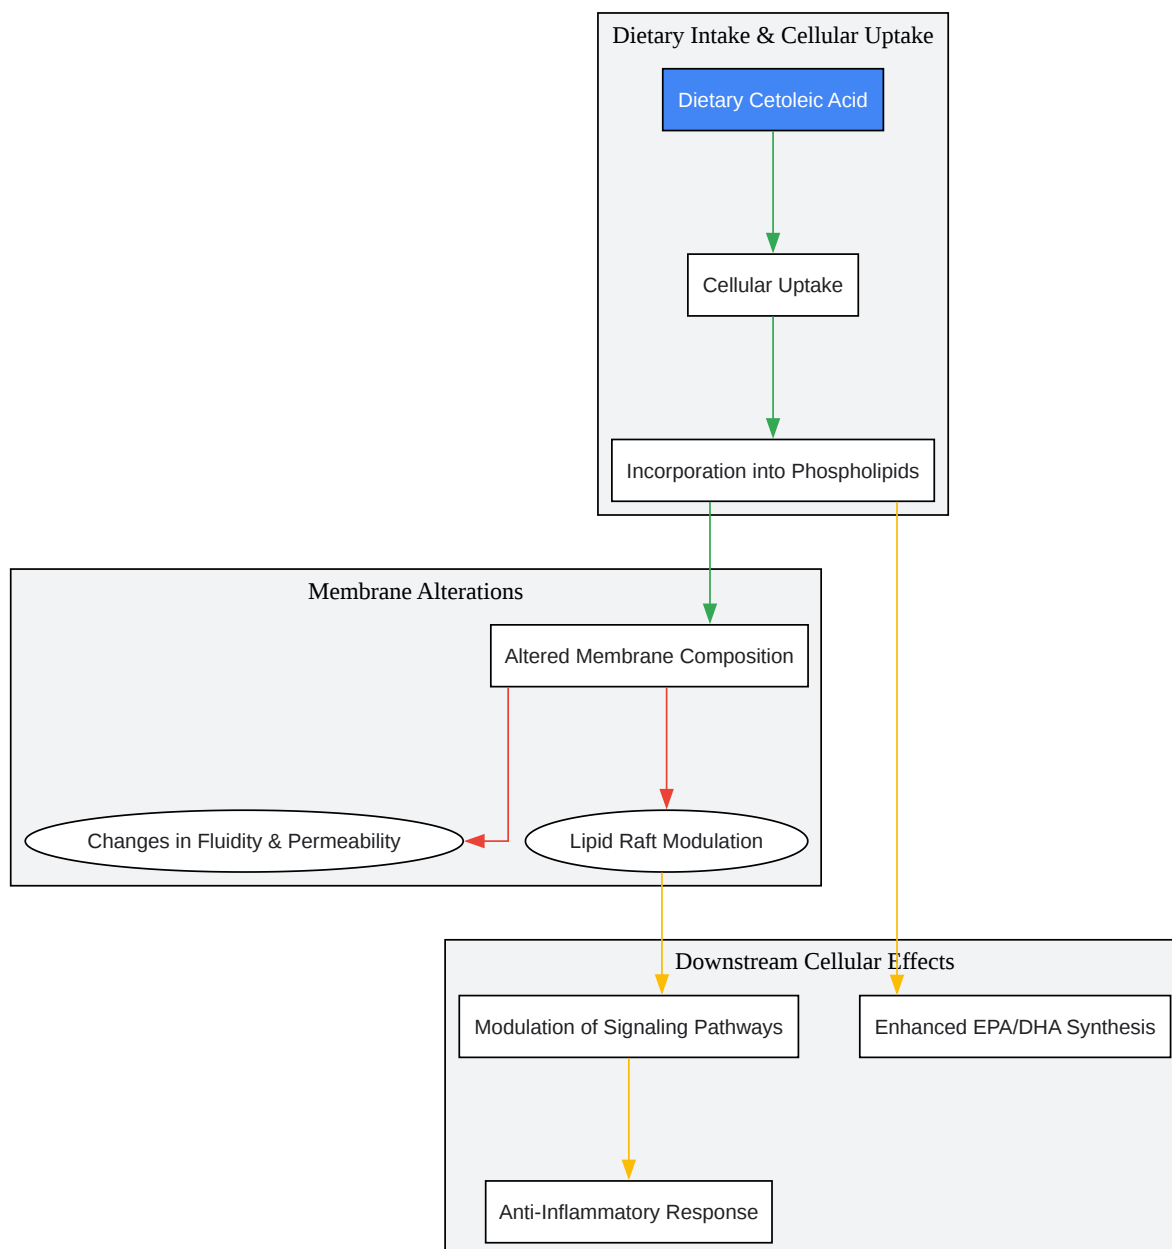 Dietary Intake & Cellular Uptake
Dietary Cetoleic Acid
Cellular Uptake
Incorporation into Phospholipids
Membrane Alterations
Altered Membrane Composition
Changes in Fluidity & Permeability
Lipid Raft Modulation
Downstream Cellular Effects
Modulation of Signaling Pathways
Enhanced EPA/DHA Synthesis
Anti-Inflammatory Response